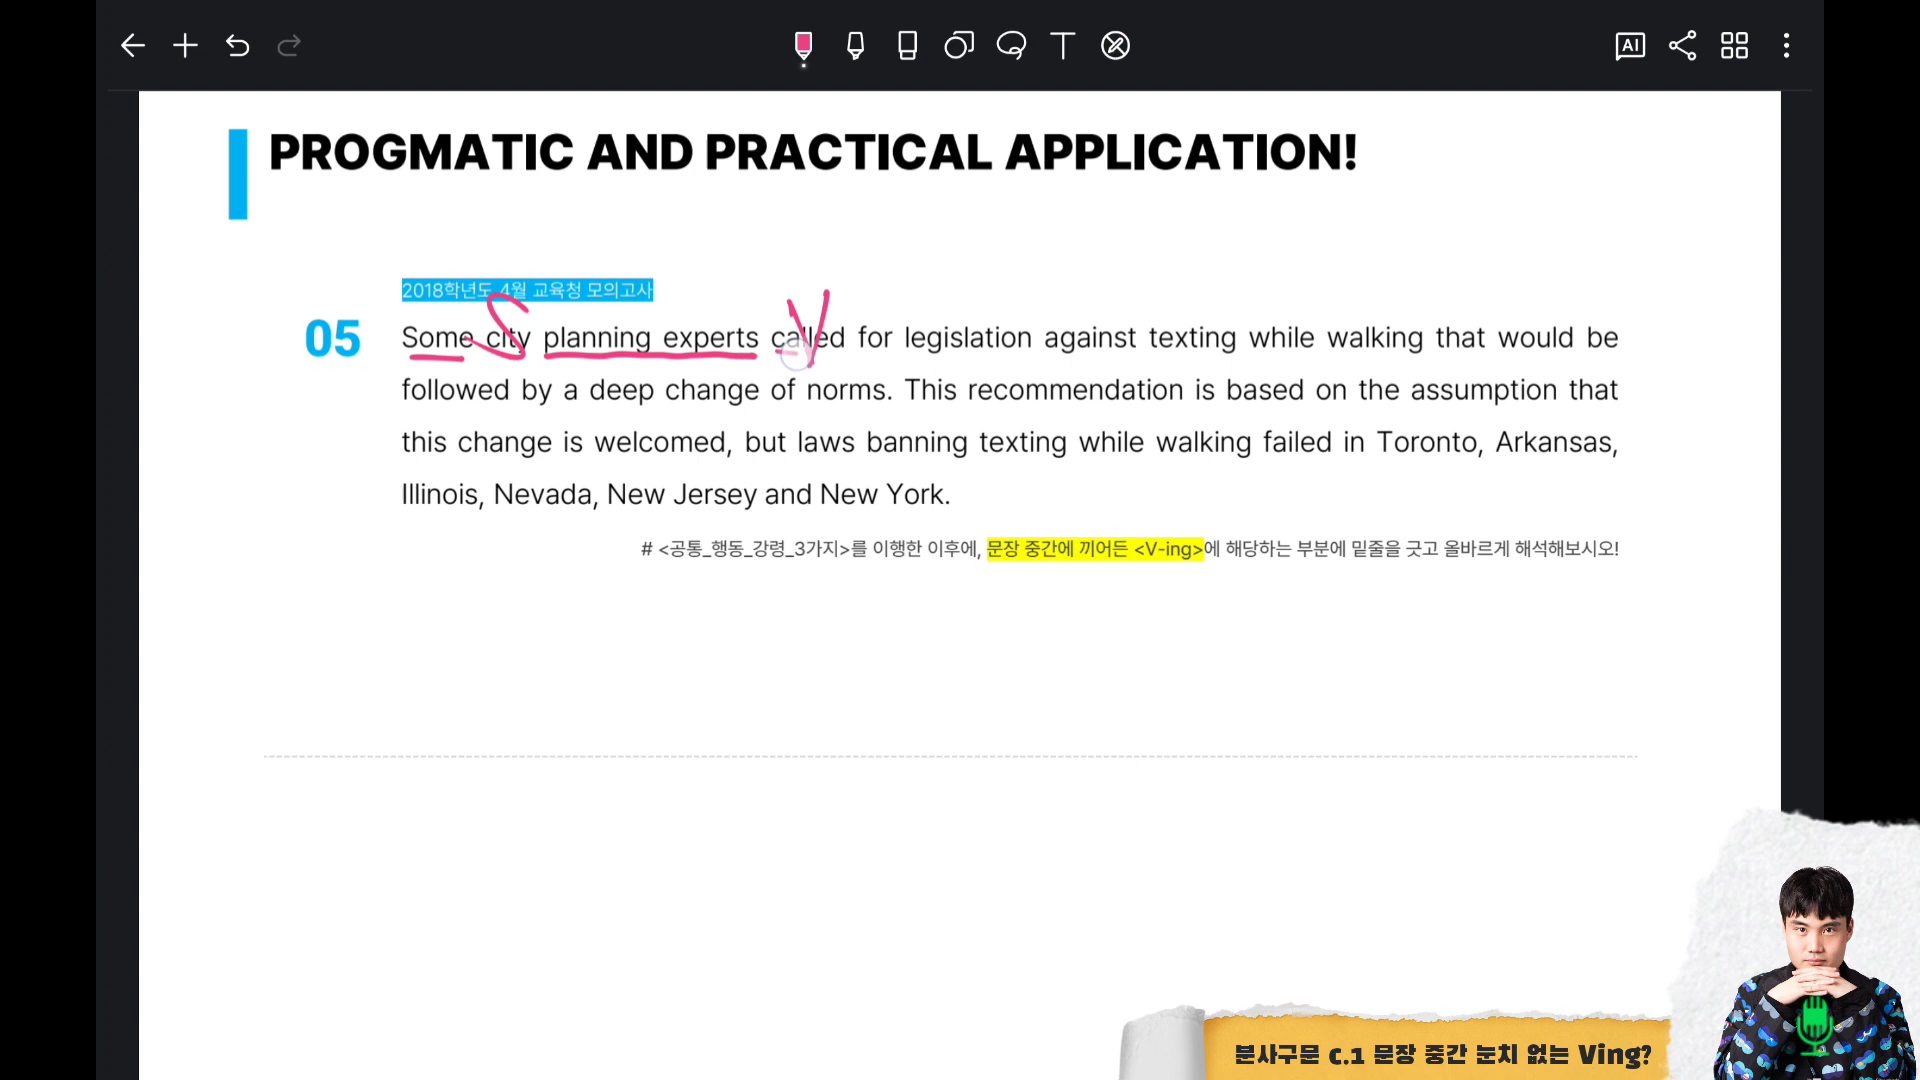 AI
PROGMATIC AND PRACTICAL APPLICATION!
2018학년도 4월 교육청 모의고사
S V
05 Some city planning experts called for legislation against texting while walking that would be
followed by a deep change of norms. This recommendation is based on the assumption that
this change is welcomed, but laws banning texting while walking failed in Toronto, Arkansas,
Illinois, Nevada, New Jersey and New York.
# <공통_행동_강령_3가지>를 이행한 이후에, 문장 중간에 끼어든 <V-ing>에 해당하는 부분에 밑줄을 긋고 올바르게 해석해보시오!
분사구문 c.1 문장 중간 눈치 없는 Ving?